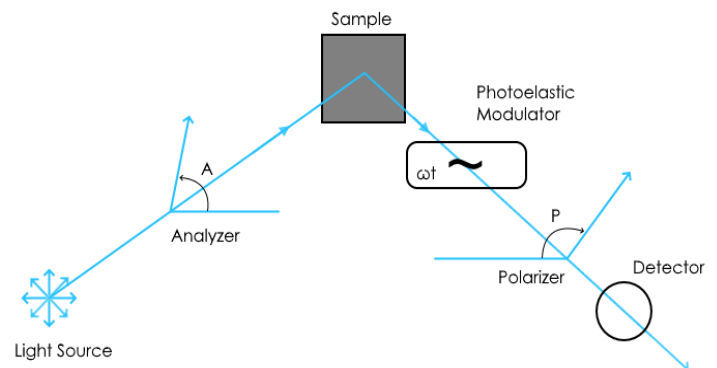 Sample
Photoelastic
Modulator
A
ωt
~
P
Analyzer
Polarizer
Detector
Light Source